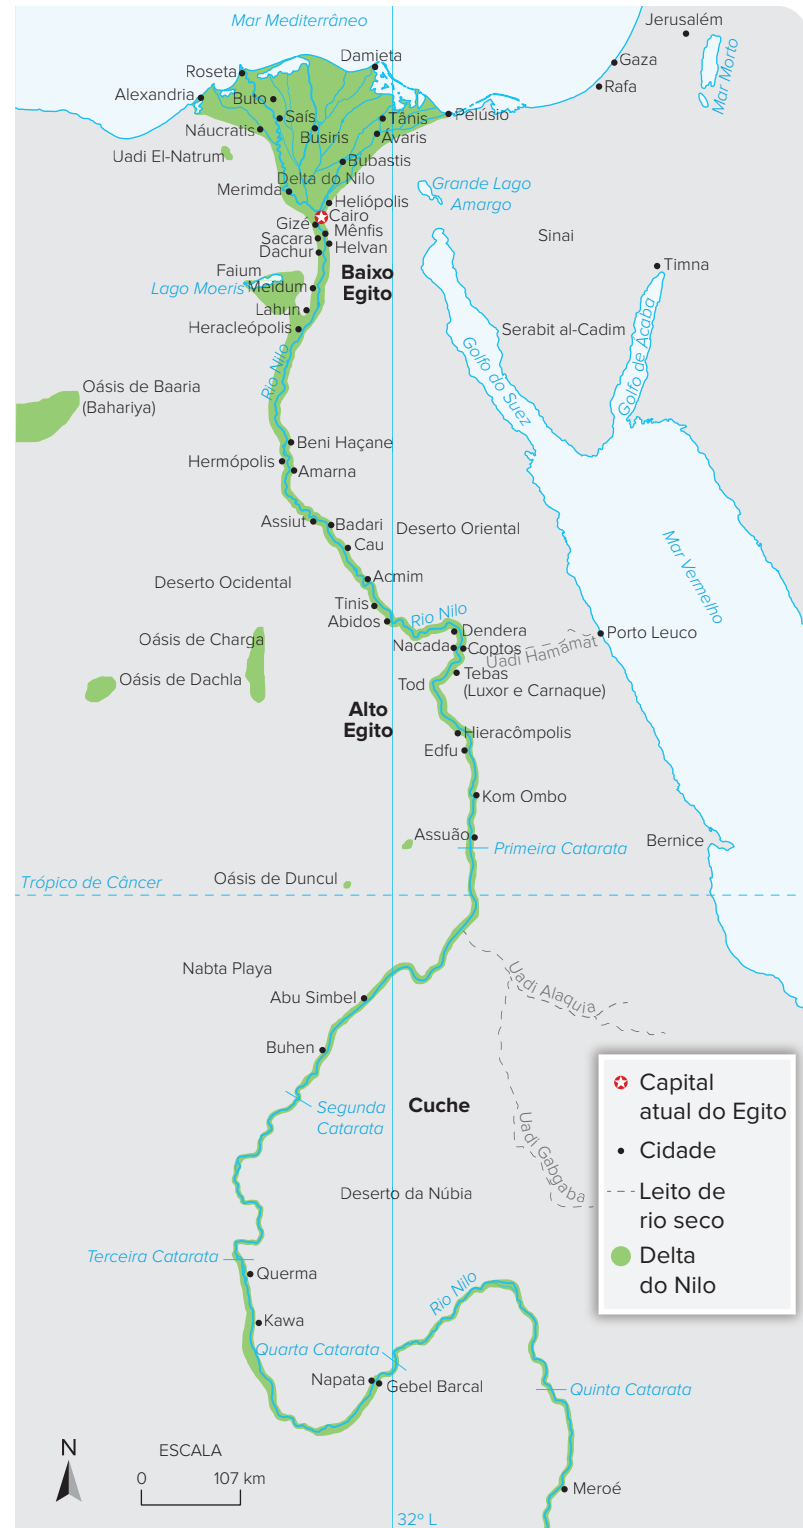 Mar Mediterrâneo
Jerusalém
Damieta
Gaza
Roseta
Mar Morto
Rafa
Alexandria
Buto
Saís
Tânis
Pelúsio
Náucratis
Busiris
Avaris
Uadi El-Natrum
Bubastis
Delta do Nilo
Merimda
Grande Lago
Amargo
Heliópolis
Cairo
Gizé
Mênfis
Sacara
Helvan
Dachur
Sinai
Timna
Faium
Baixo
Egito
Lago Moeris
Meidum
Lahun
Heracleópolis
Serabit al-Cadim
Golfo do Suez
Golfo de Acaba
Rio Nilo
Oásis de Baaria
(Bahariya)
Beni Haçane
Hermópolis
Amarna
Assiut
Badari
Deserto Oriental
Cau
Mar Vermelho
Acmim
Deserto Ocidental
Tinis
Abidos
Rio Nilo
Dendera
Porto Leuco
Oásis de Charga
Nacada
Coptos
Uadi Hamamat
Oásis de Dachla
Tod
Tebas
(Luxor e Carnaque)
Alto
Egito
Hieracômpolis
Edfu
Kom Ombo
Assuão
Bernice
Primeira Catarata
Trópico de Câncer
Oásis de Duncul
Nabta Playa
Uadi Alaquia
Abu Simbel
Buhen
Segunda
Catarata
Cuche
Uadi Gabgaba
Deserto da Núbia
Terceira Catarata
Querma
Rio Nilo
Kawa
Quarta Catarata
Napata
Gebel Barcal
Quinta Catarata
Meroé
Capital
atual do Egito
Cidade
Leito de
rio seco
Delta
do Nilo
N
ESCALA
0
107 km
32º L